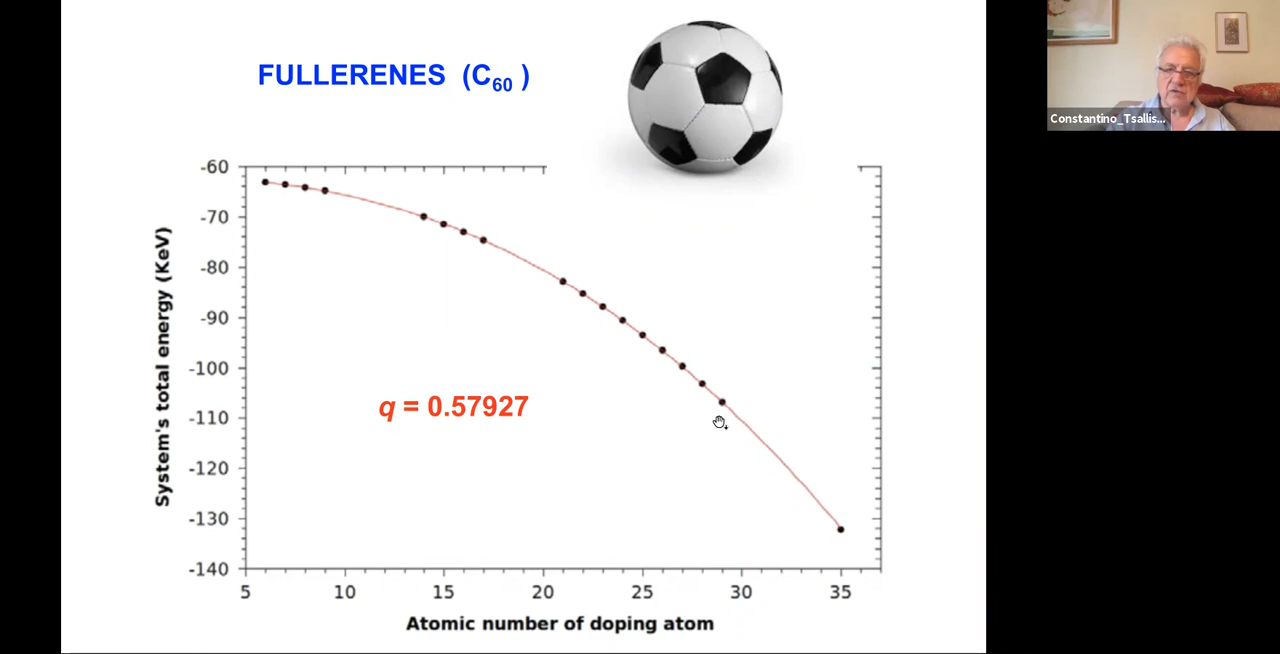 FULLERENES (C60 )
Constantino_Tsallis...
-60
-70
-80
-90
-100
-110
-120
-130
-140
System's total energy (KeV)
q = 0.57927
5 10 15 20 25 30 35
Atomic number of doping atom